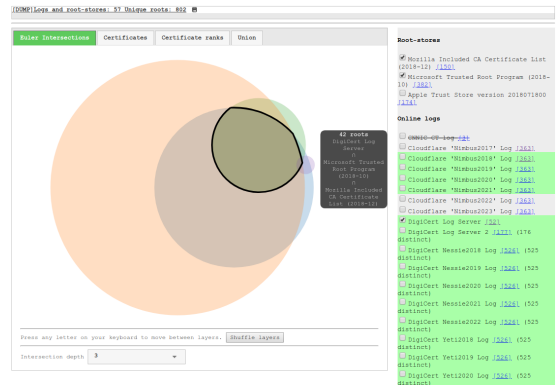 [DUMP]Logs and root-stores: 57 Unique roots: 802
Euler Intersections
Certificates
Certificate ranks
Union
42 roots
DigiCert Log
Server
∩
Microsoft Trusted
Root Program
(2018-10)
∩
Mozilla Included
CA Certificate
List (2018-12)
Press any letter on your keyboard to move between layers.
Shuffle layers
Intersection depth
3
Root-stores
Mozilla Included CA Certificate List
(2018-12) [150]
Microsoft Trusted Root Program (2018-
10) [382]
Apple Trust Store version 2018071800
[174]
Online logs
CNNIC CT log [3]
Cloudflare 'Nimbus2017' Log [363]
Cloudflare 'Nimbus2018' Log [363]
Cloudflare 'Nimbus2019' Log [363]
Cloudflare 'Nimbus2020' Log [363]
Cloudflare 'Nimbus2021' Log [363]
Cloudflare 'Nimbus2022' Log [363]
Cloudflare 'Nimbus2023' Log [363]
DigiCert Log Server [52]
DigiCert Log Server 2 [177] (176
distinct)
DigiCert Nessie2018 Log [526] (525
distinct)
DigiCert Nessie2019 Log [526] (525
distinct)
DigiCert Nessie2020 Log [526] (525
distinct)
DigiCert Nessie2021 Log [526] (525
distinct)
DigiCert Nessie2022 Log [526] (525
distinct)
DigiCert Yeti2018 Log [526] (525
distinct)
DigiCert Yeti2019 Log [526] (525
distinct)
DigiCert Yeti2020 Log [526] (525
distinct)